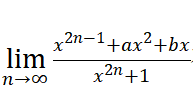 lim n→∞ (x^{2n−1}+ax^2+bx)/(x^{2n}+1)